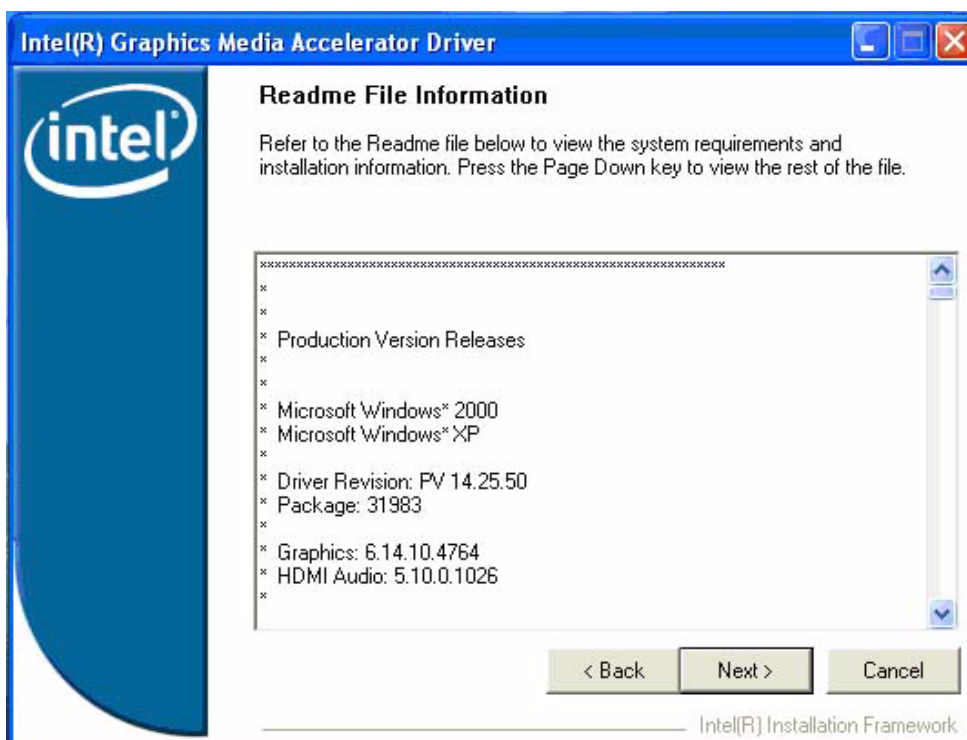 Intel(R) Graphics Media Accelerator Driver
intel
Readme File Information
Refer to the Readme file below to view the system requirements and
installation information. Press the Page Down key to view the rest of the file.
****************************************************************
*
*
* Production Version Releases
*
*
* Microsoft Windows* 2000
* Microsoft Windows* XP
*
* Driver Revision: PV 14.25.50
* Package: 31983
*
* Graphics: 6.14.10.4764
* HDMI Audio: 5.10.0.1026
*
< Back
Next >
Cancel
Intel(R) Installation Framework